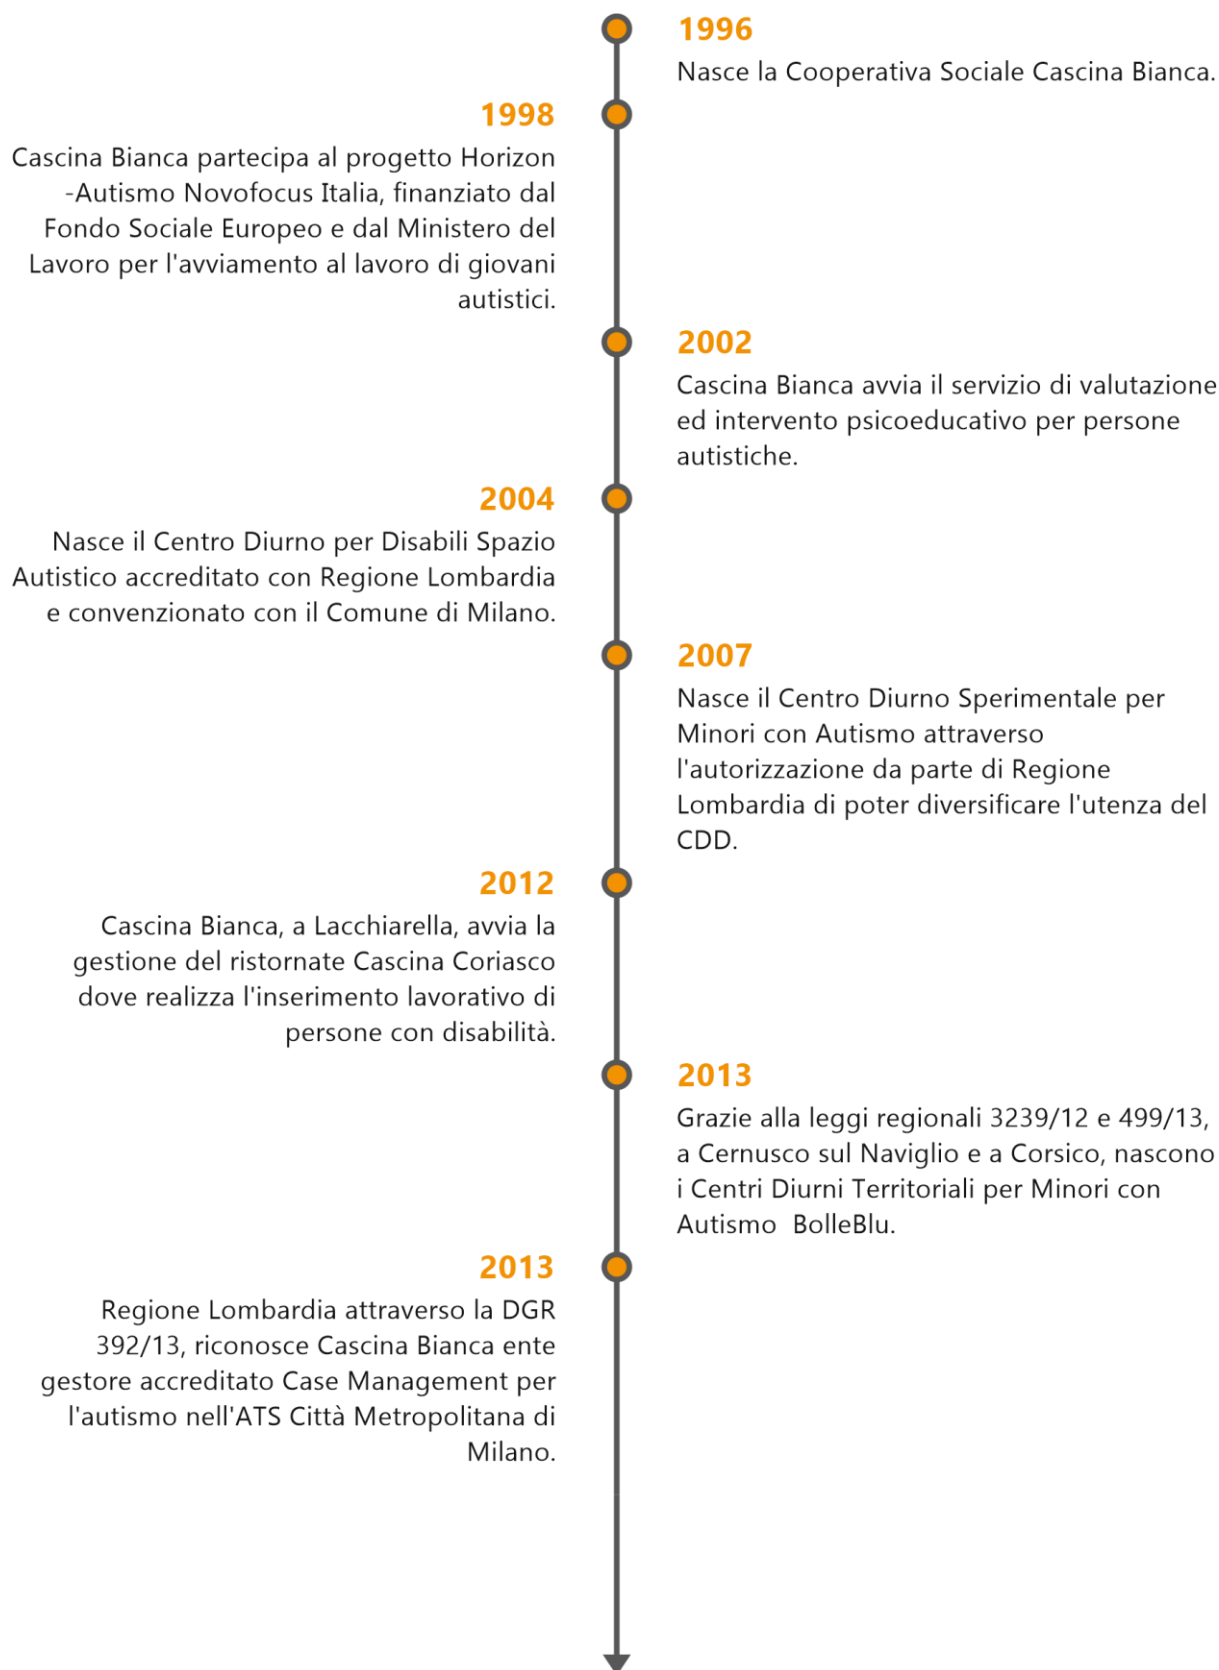 1996
Nasce la Cooperativa Sociale Cascina Bianca.
1998
Cascina Bianca partecipa al progetto Horizon
-Autismo Novofocus Italia, finanziato dal
Fondo Sociale Europeo e dal Ministero del
Lavoro per l'avviamento al lavoro di giovani
autistici.
2002
Cascina Bianca avvia il servizio di valutazione
ed intervento psicoeducativo per persone
autistiche.
2004
Nasce il Centro Diurno per Disabili Spazio
Autistico accreditato con Regione Lombardia
e convenzionato con il Comune di Milano.
2007
Nasce il Centro Diurno Sperimentale per
Minori con Autismo attraverso
l'autorizzazione da parte di Regione
Lombardia di poter diversificare l'utenza del
CDD.
2012
Cascina Bianca, a Lacchiarella, avvia la
gestione del ristornate Cascina Coriasco
dove realizza l'inserimento lavorativo di
persone con disabilità.
2013
Grazie alla leggi regionali 3239/12 e 499/13,
a Cernusco sul Naviglio e a Corsico, nascono
i Centri Diurni Territoriali per Minori con
Autismo  BolleBlu.
2013
Regione Lombardia attraverso la DGR
392/13, riconosce Cascina Bianca ente
gestore accreditato Case Management per
l'autismo nell'ATS Città Metropolitana di
Milano.